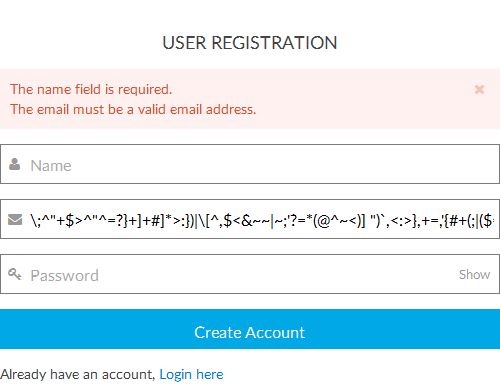 USER REGISTRATION
The name field is required.
The email must be a valid email address.
Name
\;^"+$>^"^=?}+]+#]*>:})|\[^,$<&~~|~;'?=*(@^~<)] ")`,<:>},+=,'{#+(;|($
Password
Show
Create Account
Already have an account, Login here